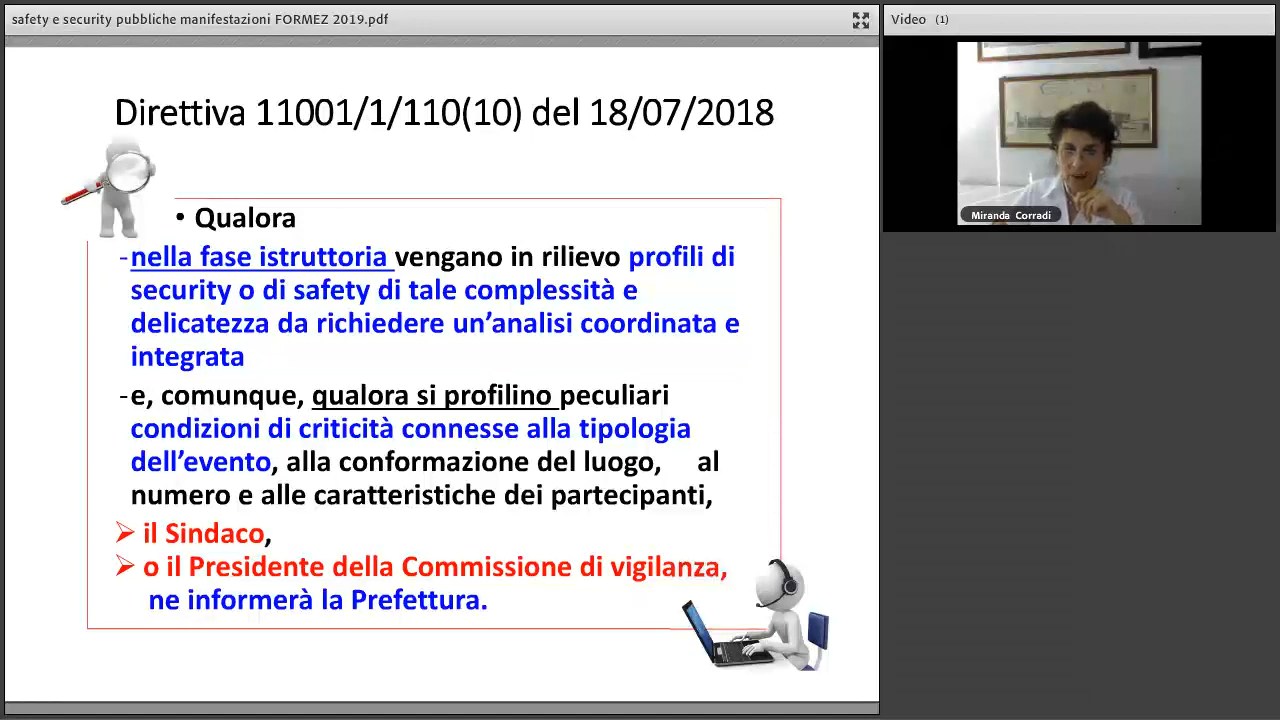 safety e security pubbliche manifestazioni FORMEZ 2019.pdf
Video (1)
Direttiva 11001/1/110(10) del 18/07/2018
• Qualora
-nella fase istruttoria vengano in rilievo profili di
security o di safety di tale complessità e
delicatezza da richiedere un'analisi coordinata e
integrata
-e, comunque, qualora si profilino peculiari
condizioni di criticità connesse alla tipologia
dell'evento, alla conformazione del luogo, al
numero e alle caratteristiche dei partecipanti,
➢ il Sindaco,
➢ o il Presidente della Commissione di vigilanza,
ne informerà la Prefettura.
Miranda Corradi